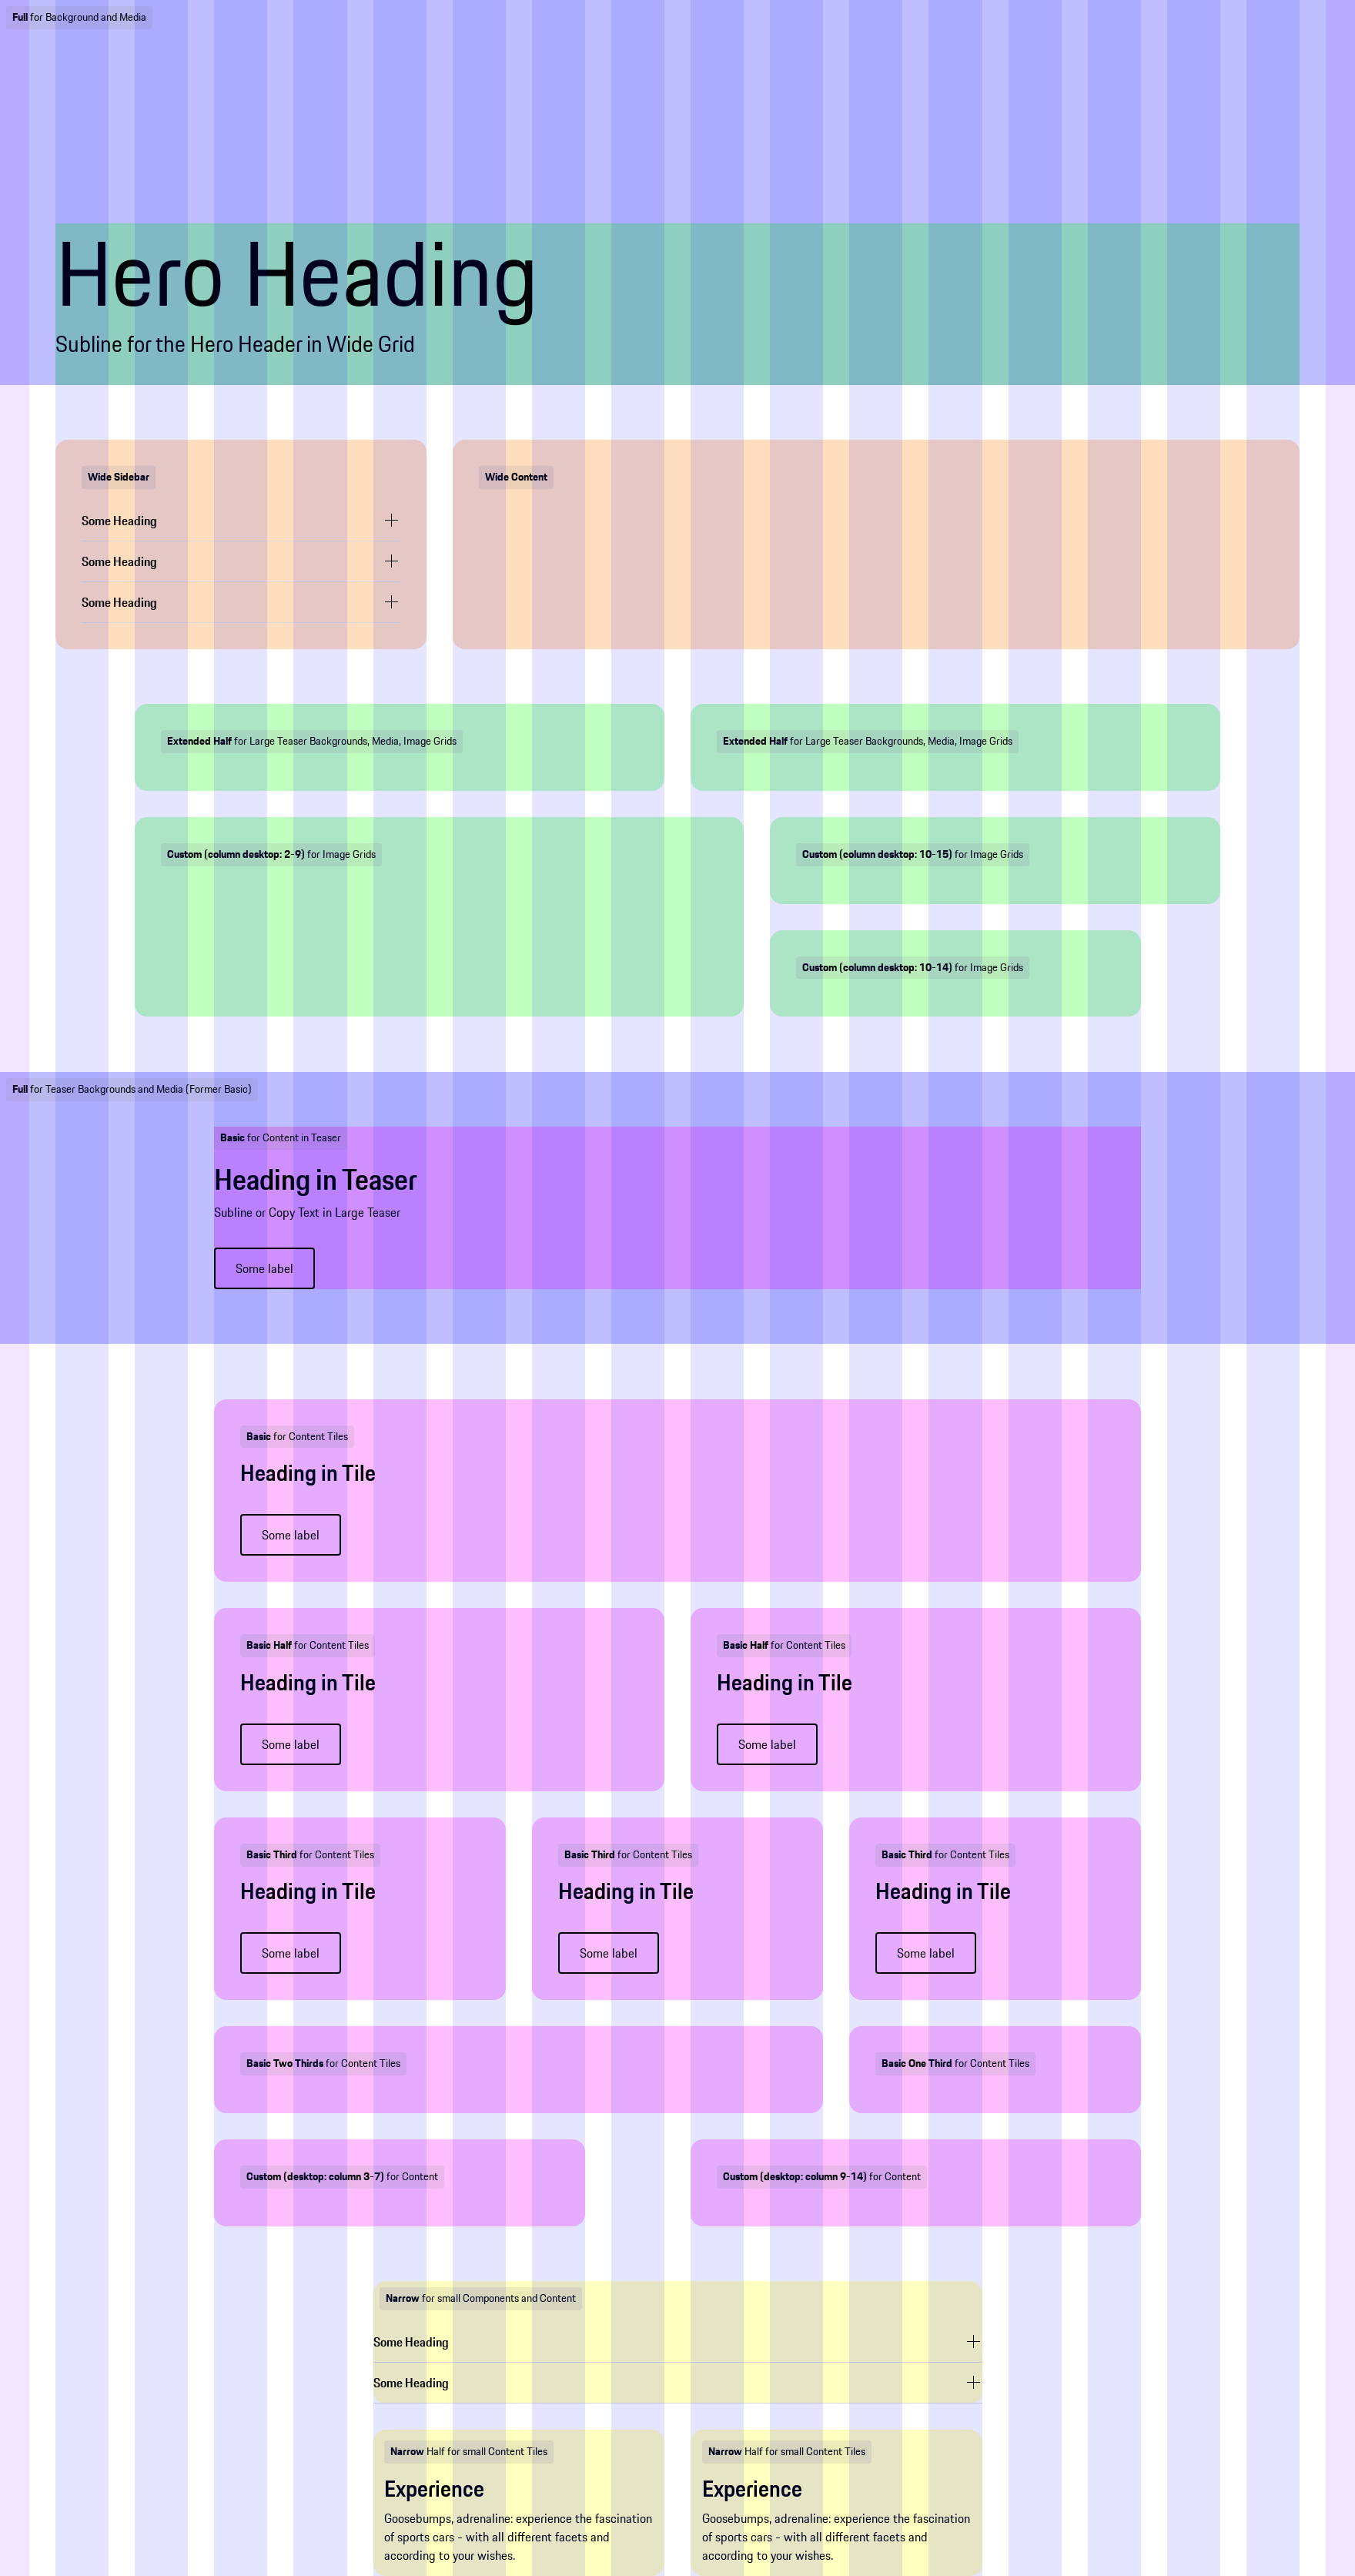 Full for Background and Media
Hero Heading
Subline for the Hero Header in Wide Grid
Wide Sidebar
Some Heading
Some Heading
Some Heading
Wide Content
Extended Half for Large Teaser Backgrounds, Media, Image Grids
Extended Half for Large Teaser Backgrounds, Media, Image Grids
Custom (column desktop: 2-9) for Image Grids
Custom (column desktop: 10-15) for Image Grids
Custom (column desktop: 10-14) for Image Grids
Full for Teaser Backgrounds and Media (Former Basic)
Basic for Content in Teaser
Heading in Teaser
Subline or Copy Text in Large Teaser
Some label
Basic for Content Tiles
Heading in Tile
Some label
Basic Half for Content Tiles
Heading in Tile
Some label
Basic Half for Content Tiles
Heading in Tile
Some label
Basic Third for Content Tiles
Heading in Tile
Some label
Basic Third for Content Tiles
Heading in Tile
Some label
Basic Third for Content Tiles
Heading in Tile
Some label
Basic Two Thirds for Content Tiles
Basic One Third for Content Tiles
Custom (desktop: column 3-7) for Content
Custom (desktop: column 9-14) for Content
Narrow for small Components and Content
Some Heading
Some Heading
Narrow Half for small Content Tiles
Experience
Goosebumps, adrenaline: experience the fascination
of sports cars - with all different facets and
according to your wishes.
Narrow Half for small Content Tiles
Experience
Goosebumps, adrenaline: experience the fascination
of sports cars - with all different facets and
according to your wishes.